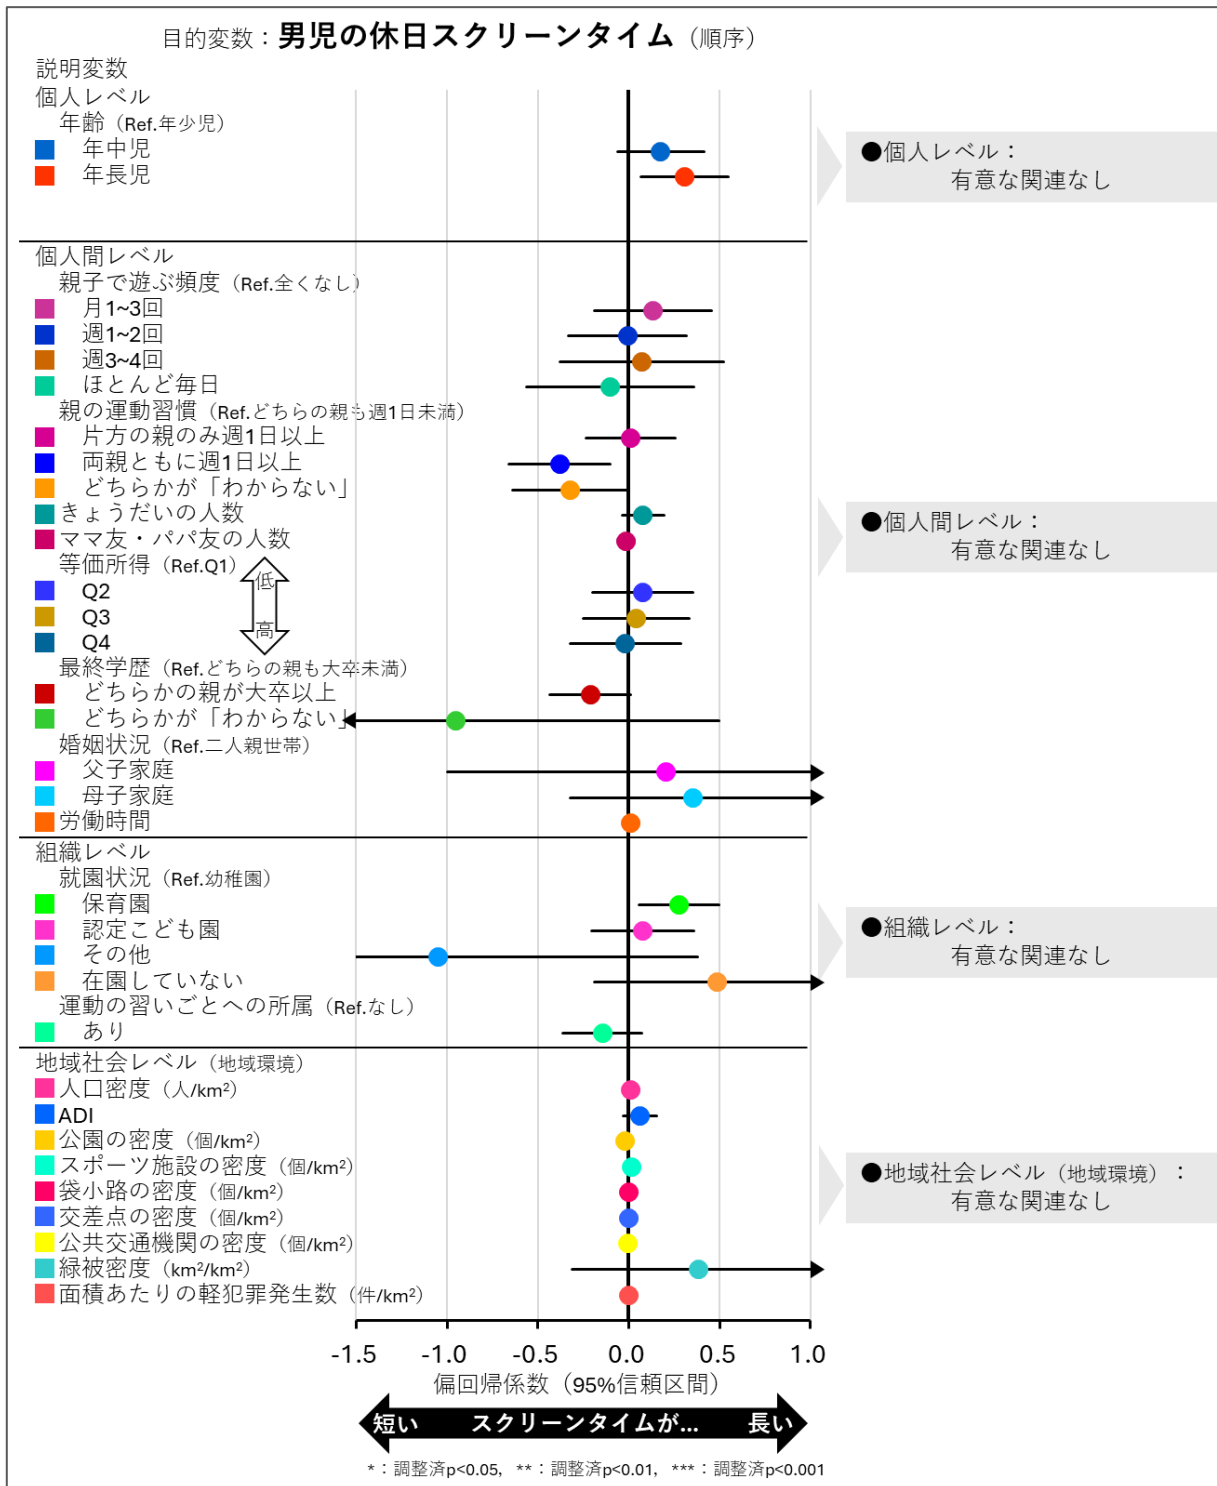 目的変数：男児の休日スクリーンタイム（順序）
説明変数
個人レベル
年齢（Ref.年少児）
年中児
年長児
●個人レベル：
有意な関連なし
個人間レベル
親子で遊ぶ頻度（Ref.全くなし）
月1~3回
週1~2回
週3~4回
ほとんど毎日
親の運動習慣（Ref.どちらの親も週1日未満）
片方の親のみ週1日以上
両親ともに週1日以上
どちらかが「わからない」
きょうだいの人数
ママ友・パパ友の人数
等価所得（Ref.Q1）
低
Q2
Q3
高
Q4
最終学歴（Ref.どちらの親も大卒未満）
どちらかの親が大卒以上
どちらかが「わからない」
婚姻状況（Ref.二人親世帯）
父子家庭
母子家庭
労働時間
●個人間レベル：
有意な関連なし
組織レベル
就園状況（Ref.幼稚園）
保育園
認定こども園
その他
在園していない
運動の習いごとへの所属（Ref.なし）
あり
●組織レベル：
有意な関連なし
地域社会レベル（地域環境）
人口密度（人/km²）
ADI
公園の密度（個/km²）
スポーツ施設の密度（個/km²）
袋小路の密度（個/km²）
交差点の密度（個/km²）
公共交通機関の密度（個/km²）
緑被密度（km²/km²）
面積あたりの軽犯罪発生数（件/km²）
●地域社会レベル（地域環境）：
有意な関連なし
-1.5 -1.0 -0.5 0.0 0.5 1.0
偏回帰係数（95%信頼区間）
短い スクリーンタイムが... 長い
*：調整済p<0.05, **：調整済p<0.01, ***：調整済p<0.001